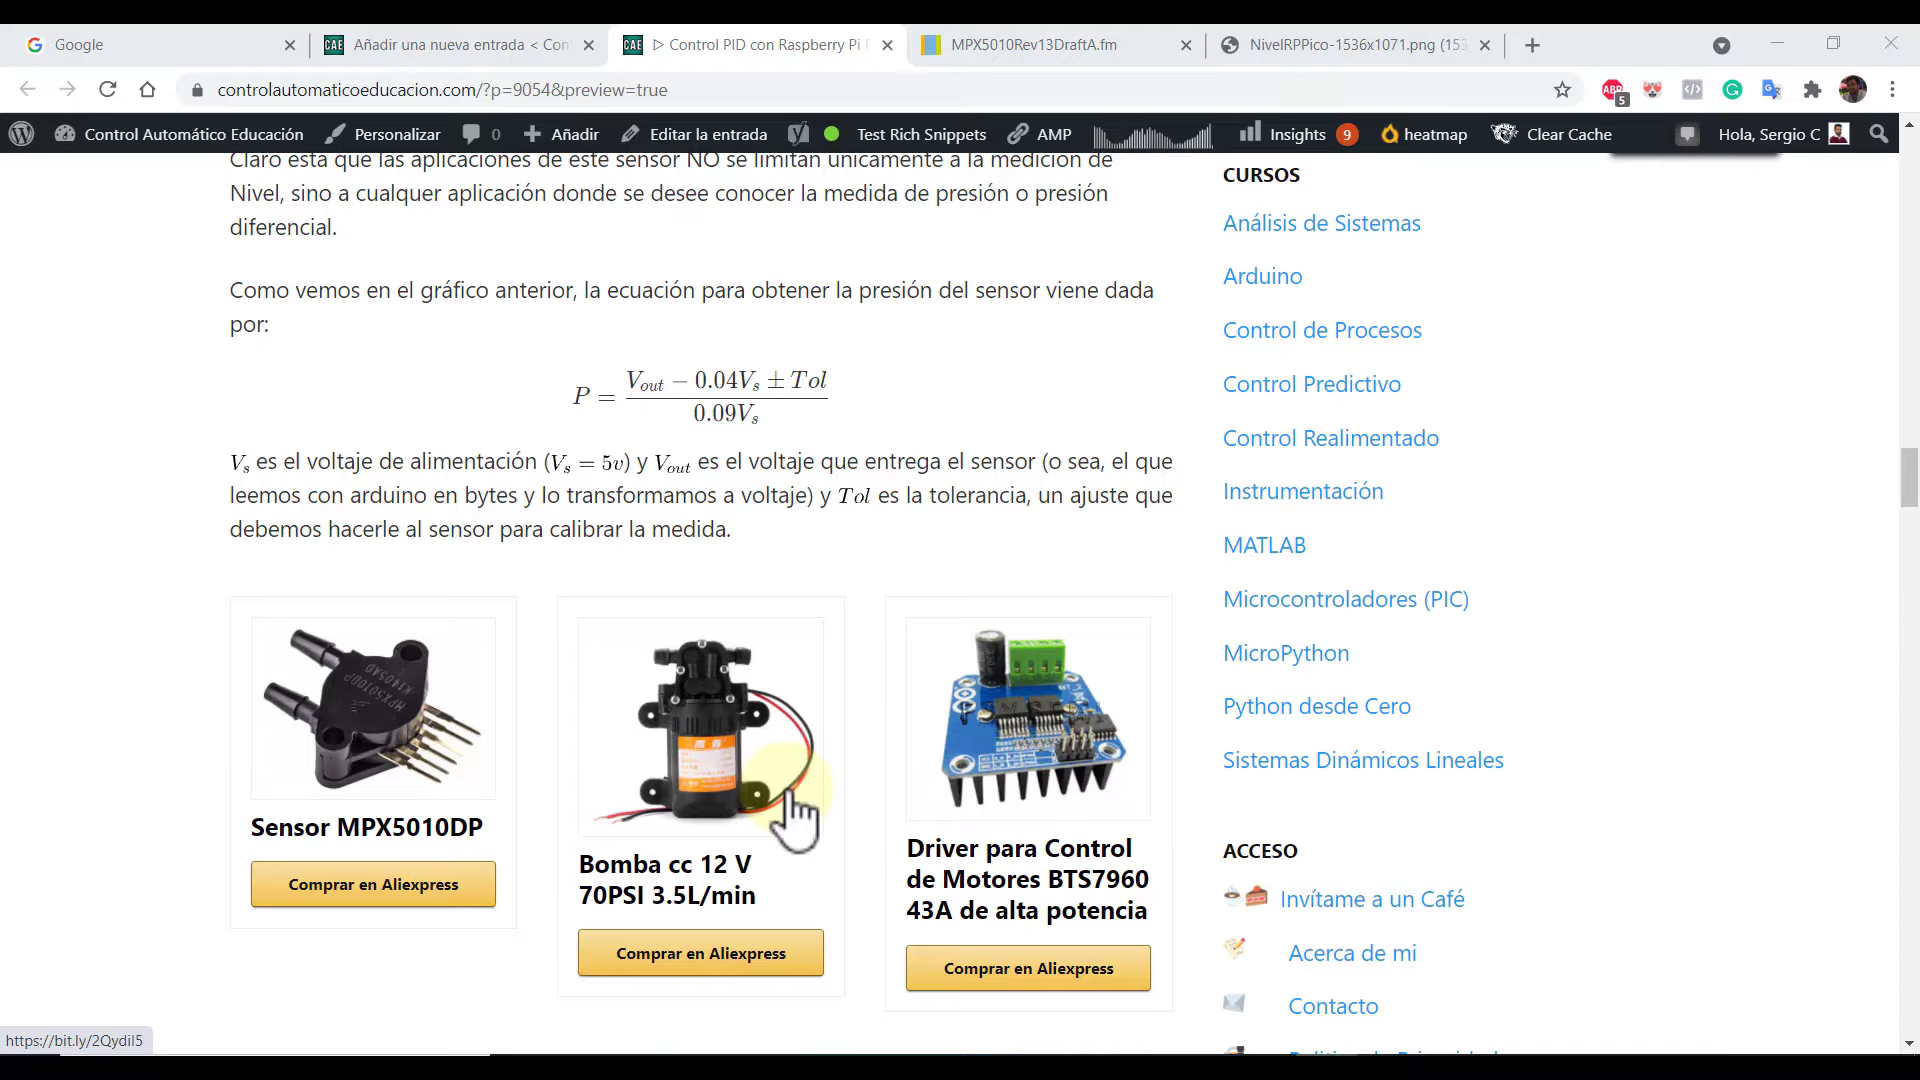 Google
Añadir una nueva entrada < Con
▷ Control PID con Raspberry Pi P
MPX5010Rev13DraftA.fm
NivelRPPico-1536x1071.png (153
controlautomaticoeducacion.com/?p=9054&preview=true
5
Control Automático Educación
Personalizar
0
Añadir
Editar la entrada
Test Rich Snippets
AMP
Insights 9
heatmap
Clear Cache
Hola, Sergio C
Claro está que las aplicaciones de este sensor NO se limitan únicamente a la medición de
Nivel, sino a cualquier aplicación donde se desee conocer la medida de presión o presión
diferencial.
Como vemos en el gráfico anterior, la ecuación para obtener la presión del sensor viene dada
por:
P = (V_out − 0.04V_s ± Tol) / 0.09V_s
V_s es el voltaje de alimentación (V_s = 5v) y V_out es el voltaje que entrega el sensor (o sea, el que
leemos con arduino en bytes y lo transformamos a voltaje) y Tol es la tolerancia, un ajuste que
debemos hacerle al sensor para calibrar la medida.
MPX5010DP
Sensor MPX5010DP
Comprar en Aliexpress
Bomba cc 12 V
70PSI 3.5L/min
Comprar en Aliexpress
Driver para Control
de Motores BTS7960
43A de alta potencia
Comprar en Aliexpress
CURSOS
Análisis de Sistemas
Arduino
Control de Procesos
Control Predictivo
Control Realimentado
Instrumentación
MATLAB
Microcontroladores (PIC)
MicroPython
Python desde Cero
Sistemas Dinámicos Lineales
ACCESO
Invítame a un Café
Acerca de mi
Contacto
https://bit.ly/2Qydil5